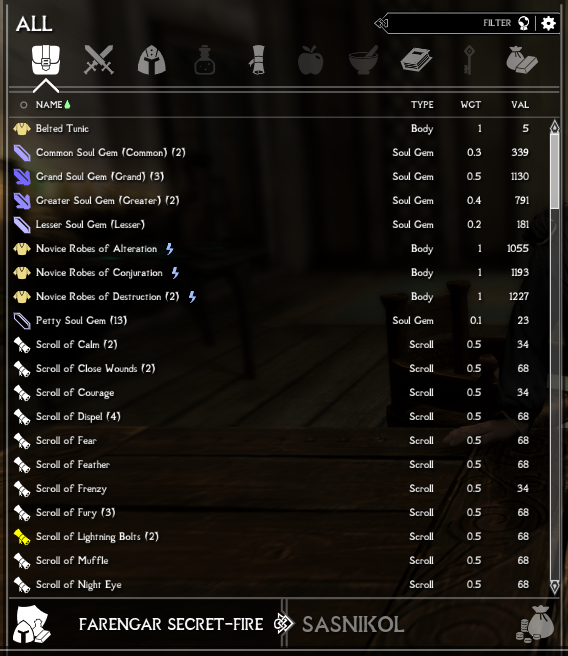 ALL
FILTER
NAME TYPE WGT VAL
Belted Tunic Body 1 5
Common Soul Gem (Common) (2) Soul Gem 0.3 339
Grand Soul Gem (Grand) (3) Soul Gem 0.5 1130
Greater Soul Gem (Greater) (2) Soul Gem 0.4 791
Lesser Soul Gem (Lesser) Soul Gem 0.2 181
Novice Robes of Alteration Body 1 1055
Novice Robes of Conjuration Body 1 1193
Novice Robes of Destruction (2) Body 1 1227
Petty Soul Gem (13) Soul Gem 0.1 23
Scroll of Calm (2) Scroll 0.5 34
Scroll of Close Wounds (2) Scroll 0.5 68
Scroll of Courage Scroll 0.5 34
Scroll of Dispel (4) Scroll 0.5 68
Scroll of Fear Scroll 0.5 68
Scroll of Feather Scroll 0.5 68
Scroll of Frenzy Scroll 0.5 34
Scroll of Fury (3) Scroll 0.5 68
Scroll of Lightning Bolts (2) Scroll 0.5 68
Scroll of Muffle Scroll 0.5 68
Scroll of Night Eye Scroll 0.5 68
FARENGAR SECRET-FIRE SASNIKOL